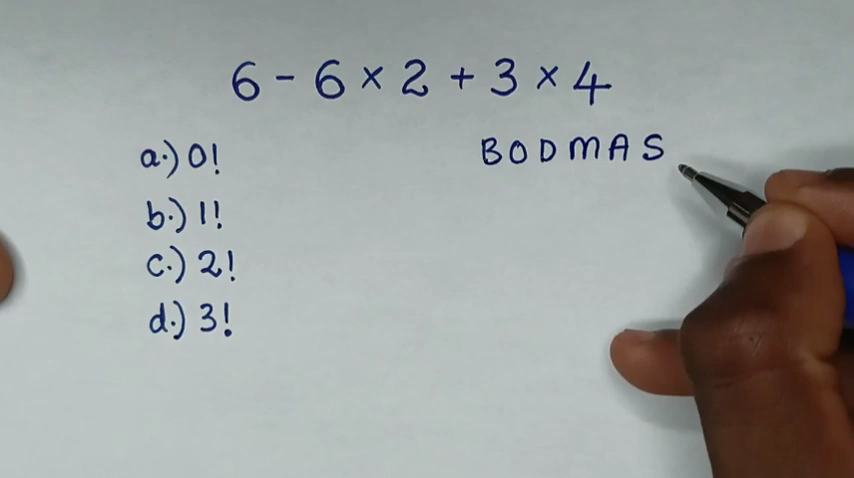 6 - 6 × 2 + 3 × 4
BODMAS
a.) 0!
b.) 1!
c.) 2!
d.) 3!